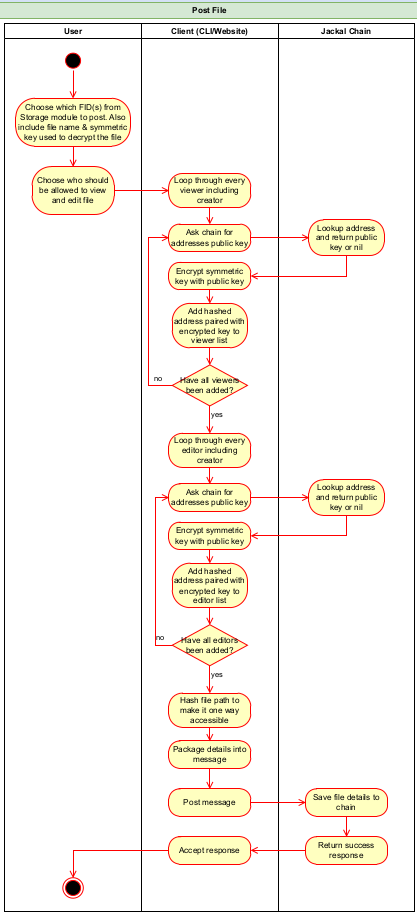 Post File
User
Client (CLI/Website)
Jackal Chain
Choose which FID(s) from
Storage module to post. Also
include file name & symmetric
key used to decrypt the file
Choose who should
be allowed to view
and edit file
Loop through every
viewer including
creator
Ask chain for
addresses public key
Lookup address
and return public
key or nil
Encrypt symmetric
key with public key
Add hashed
address paired with
encrypted key to
viewer list
Have all viewers
been added?
no
yes
Loop through every
editor including
creator
Ask chain for
addresses public key
Lookup address
and return public
key or nil
Encrypt symmetric
key with public key
Add hashed
address paired with
encrypted key to
editor list
Have all editors
been added?
no
yes
Hash file path to
make it one way
accessible
Package details into
message
Post message
Save file details to
chain
Return success
response
Accept response